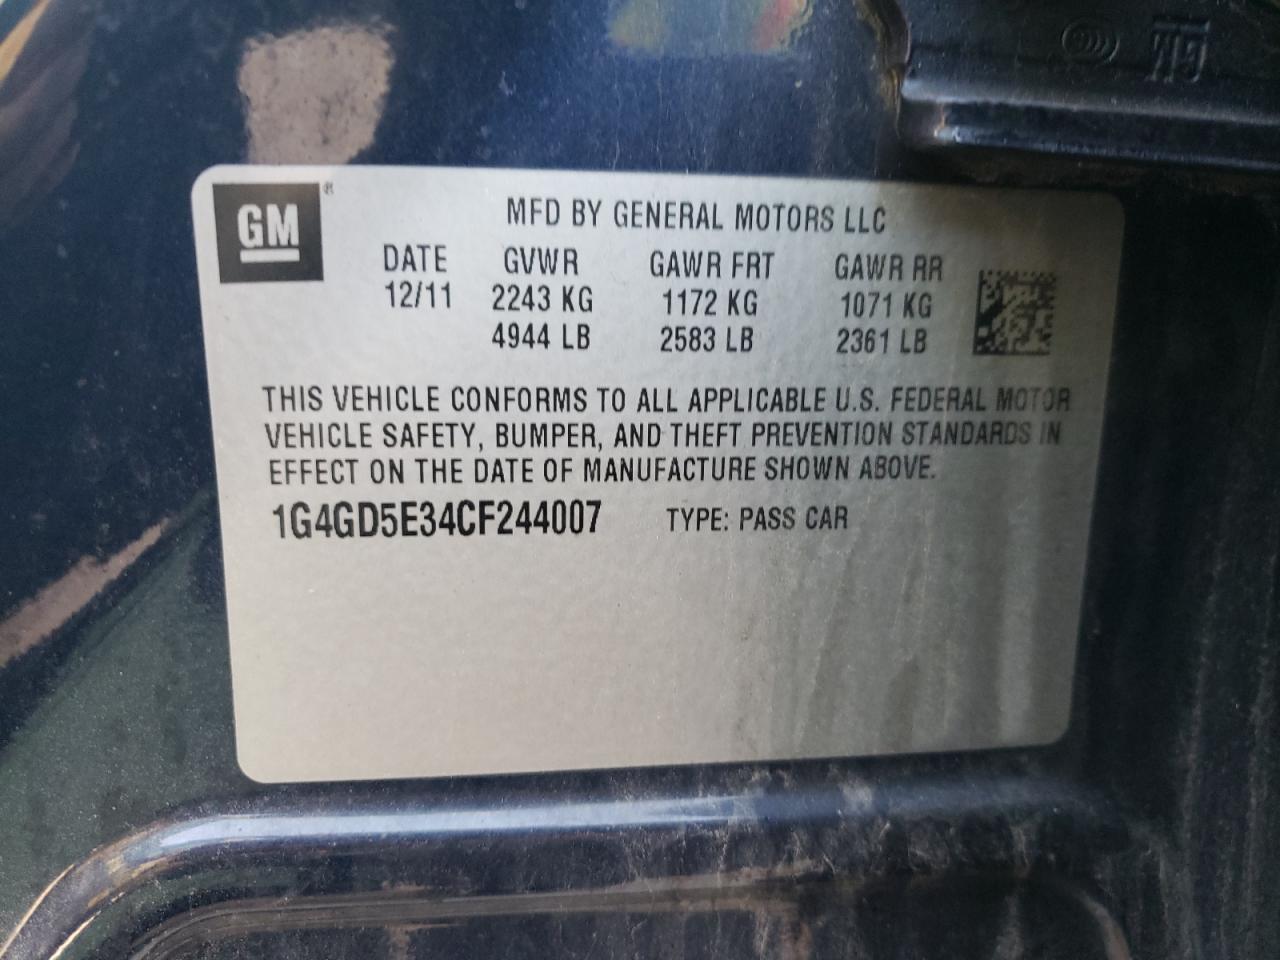 GM®
MFD BY GENERAL MOTORS LLC
DATE GVWR GAWR FRT GAWR RR
12/11 2243 KG 1172 KG 1071 KG
4944 LB 2583 LB 2361 LB
THIS VEHICLE CONFORMS TO ALL APPLICABLE U.S. FEDERAL MOTOR
VEHICLE SAFETY, BUMPER, AND THEFT PREVENTION STANDARDS IN
EFFECT ON THE DATE OF MANUFACTURE SHOWN ABOVE.
1G4GD5E34CF244007 TYPE: PASS CAR